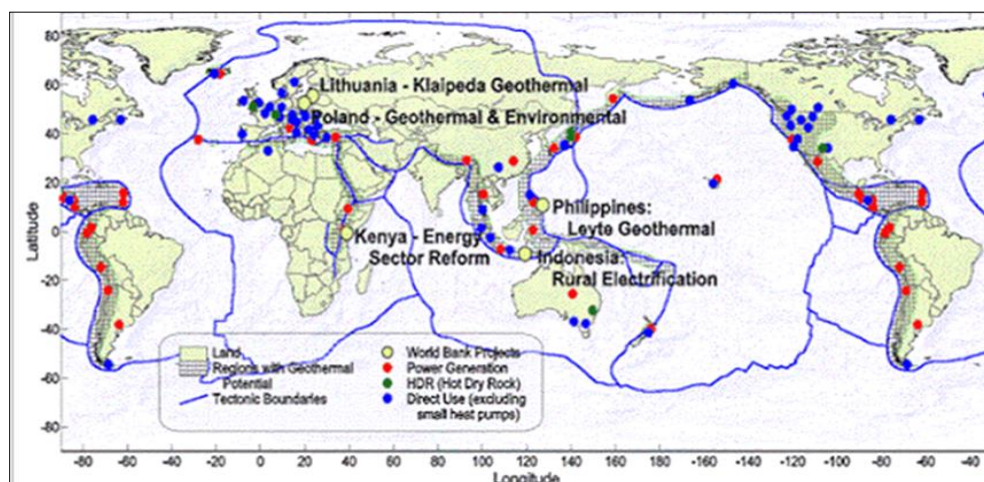 80
60
40
20
0
-20
-40
-60
-80
Latitude
Lithuania - Klaipeda Geothermal
Poland - Geothermal & Environmental
Philippines:
Leyte Geothermal
Kenya - Energy
Sector Reform
Indonesia:
Rural Electrification
Land
Regions with Geothermal
Potential
Tectonic Boundaries
World Bank Projects
Power Generation
HDR (Hot Dry Rock)
Direct Use (excluding
small heat pumps)
-80 -60 -40 -20 0 20 40 60 80 100 120 140 160 -180 -160 -140 -120 -100 -80 -60 -40
Longitude